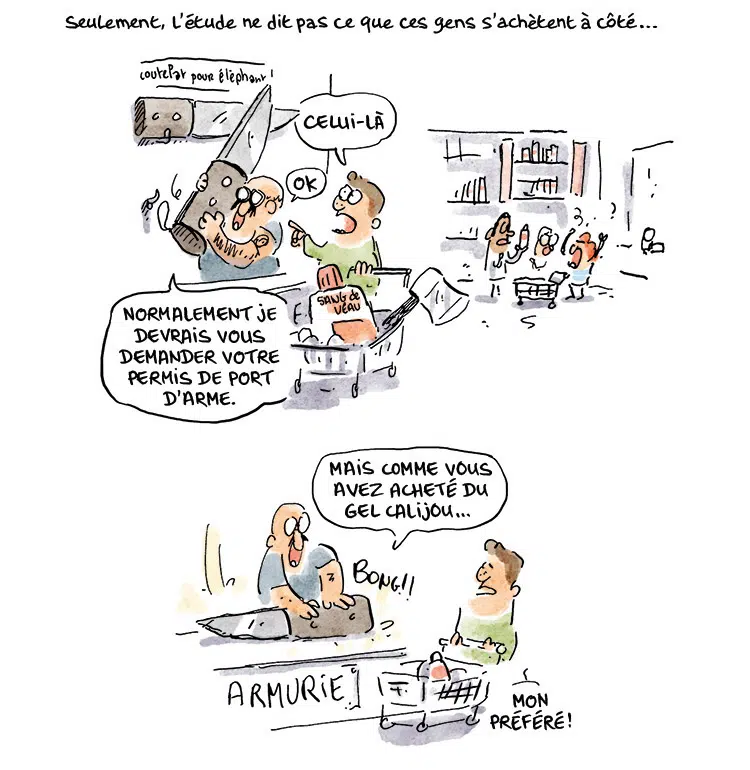 Seulement, l'étude ne dit pas ce que ces gens s'achètent à côté...
coutelas pour éléphant
CELUI-LÀ
OK
SANG de
VEAU
NORMALEMENT JE
DEVRAIS VOUS
DEMANDER VOTRE
PERMIS DE PORT
D'ARME.
MAIS COMME VOUS
AVEZ ACHETÉ DU
GEL CALIJOU...
BONG!!
ARMURIE
MON
PRÉFÉRÉ!